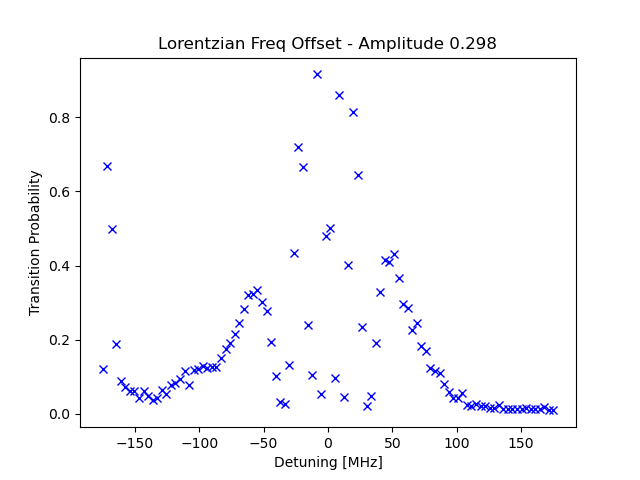 Lorentzian Freq Offset - Amplitude 0.298
0.8
0.6
0.4
0.2
0.0
Transition Probability
−150 −100 −50 0 50 100 150
Detuning [MHz]